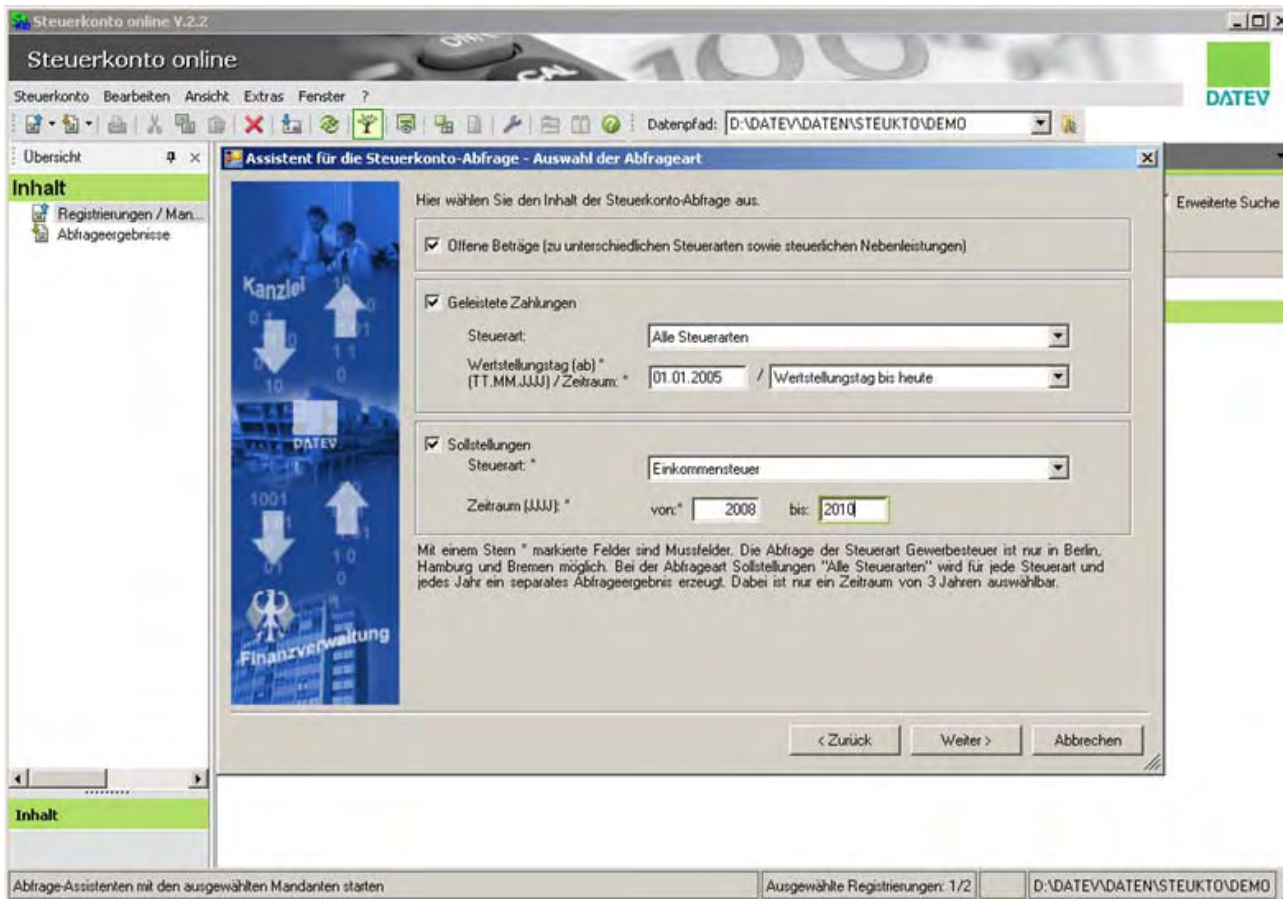 Steuerkonto online V.2.2
Steuerkonto online
DATEV
Steuerkonto Bearbeiten Ansicht Extras Fenster ?
Datenpfad: D:\DATEV\DATEN\STEUKTO\DEMO
Übersicht
Inhalt
Registrierungen / Man...
Abfrageergebnisse
Erweiterte Suche
Assistent für die Steuerkonto-Abfrage - Auswahl der Abfrageart
Hier wählen Sie den Inhalt der Steuerkonto-Abfrage aus.
Offene Beträge (zu unterschiedlichen Steuerarten sowie steuerlichen Nebenleistungen)
Geleistete Zahlungen
Steuerart: Alle Steuerarten
Wertstellungstag (ab) *
(TT.MM.JJJJ) / Zeitraum: * 01.01.2005 / Wertstellungstag bis heute
Sollstellungen
Steuerart: * Einkommensteuer
Zeitraum (JJJJ): * von:* 2008 bis: 2010
Mit einem Stern * markierte Felder sind Mussfelder. Die Abfrage der Steuerart Gewerbesteuer ist nur in Berlin,
Hamburg und Bremen möglich. Bei der Abfrageart Sollstellungen "Alle Steuerarten" wird für jede Steuerart und
jedes Jahr ein separates Abfrageergebnis erzeugt. Dabei ist nur ein Zeitraum von 3 Jahren auswählbar.
Kanzlei
DATEV
1001
Finanzverwaltung
< Zurück Weiter > Abbrechen
Inhalt
Abfrage-Assistenten mit den ausgewählten Mandanten starten Ausgewählte Registrierungen: 1/2 D:\DATEV\DATEN\STEUKTO\DEMO